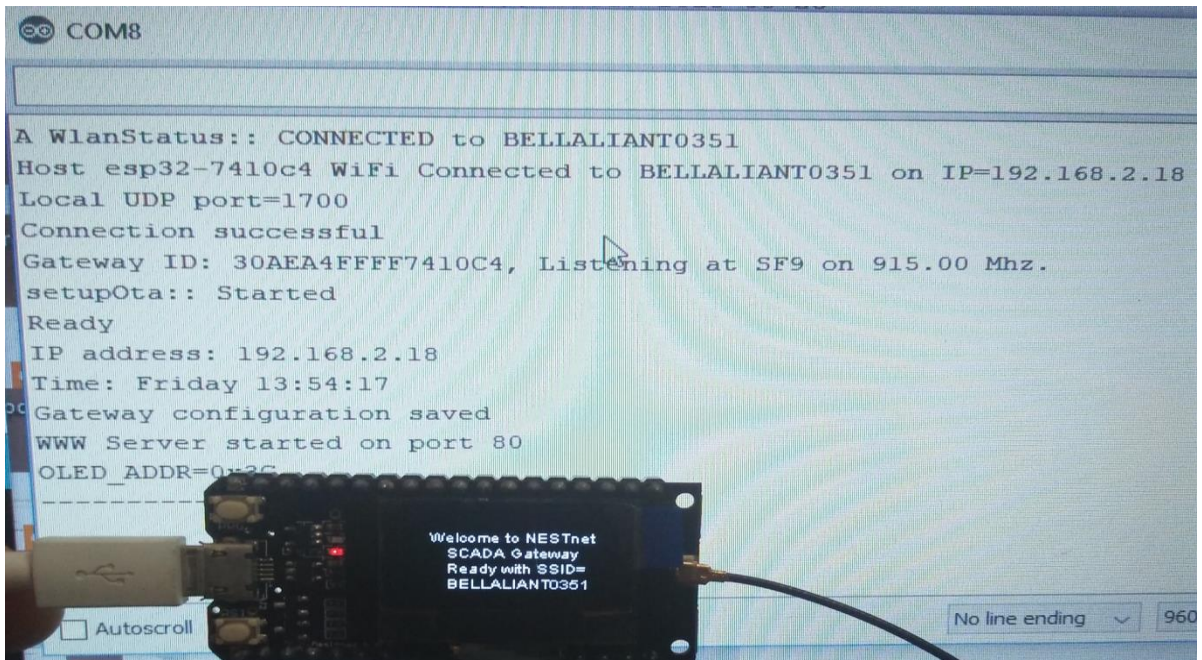 COM8
A WlanStatus:: CONNECTED to BELLALIANT0351
Host esp32-7410c4 WiFi Connected to BELLALIANT0351 on IP=192.168.2.18
Local UDP port=1700
Connection successful
Gateway ID: 30AEA4FFFF7410C4, Listening at SF9 on 915.00 Mhz.
setupOta:: Started
Ready
IP address: 192.168.2.18
Time: Friday 13:54:17
Gateway configuration saved
WWW Server started on port 80
OLED_ADDR=0x3C
Welcome to NESTnet
SCADA Gateway
Ready with SSID=
BELLALIANT0351
Autoscroll
No line ending
960